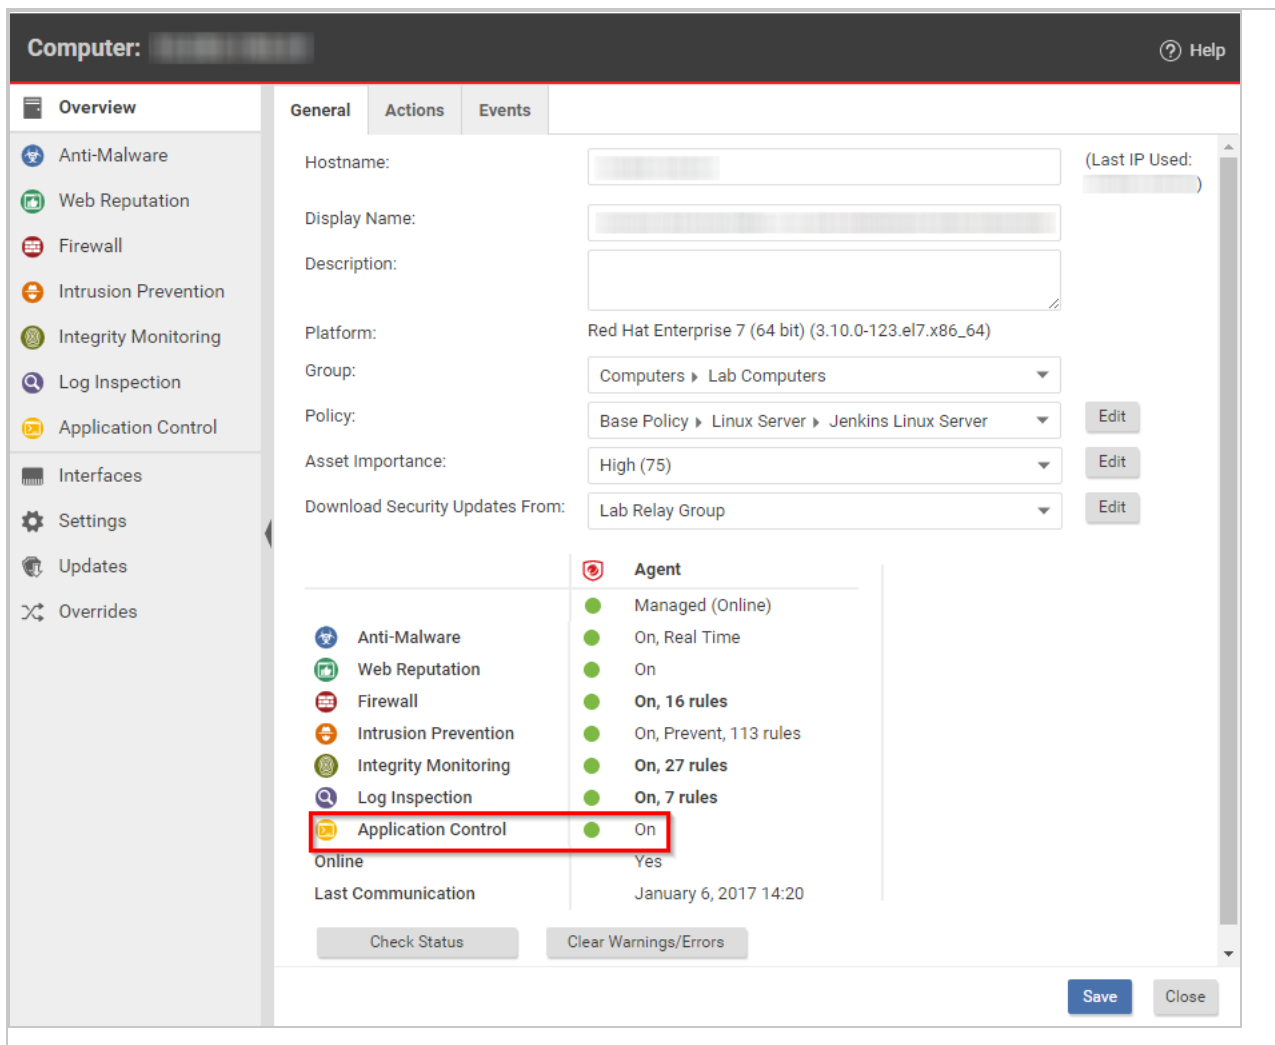 Computer:
Help
Overview
Anti-Malware
Web Reputation
Firewall
Intrusion Prevention
Integrity Monitoring
Log Inspection
Application Control
Interfaces
Settings
Updates
Overrides
General Actions Events
Hostname:
(Last IP Used:
)
Display Name:
Description:
Platform: Red Hat Enterprise 7 (64 bit) (3.10.0-123.el7.x86_64)
Group: Computers Lab Computers
Policy: Base Policy Linux Server Jenkins Linux Server Edit
Asset Importance: High (75) Edit
Download Security Updates From: Lab Relay Group Edit
Agent
Managed (Online)
Anti-Malware On, Real Time
Web Reputation On
Firewall On, 16 rules
Intrusion Prevention On, Prevent, 113 rules
Integrity Monitoring On, 27 rules
Log Inspection On, 7 rules
Application Control On
Online Yes
Last Communication January 6, 2017 14:20
Check Status Clear Warnings/Errors
Save Close